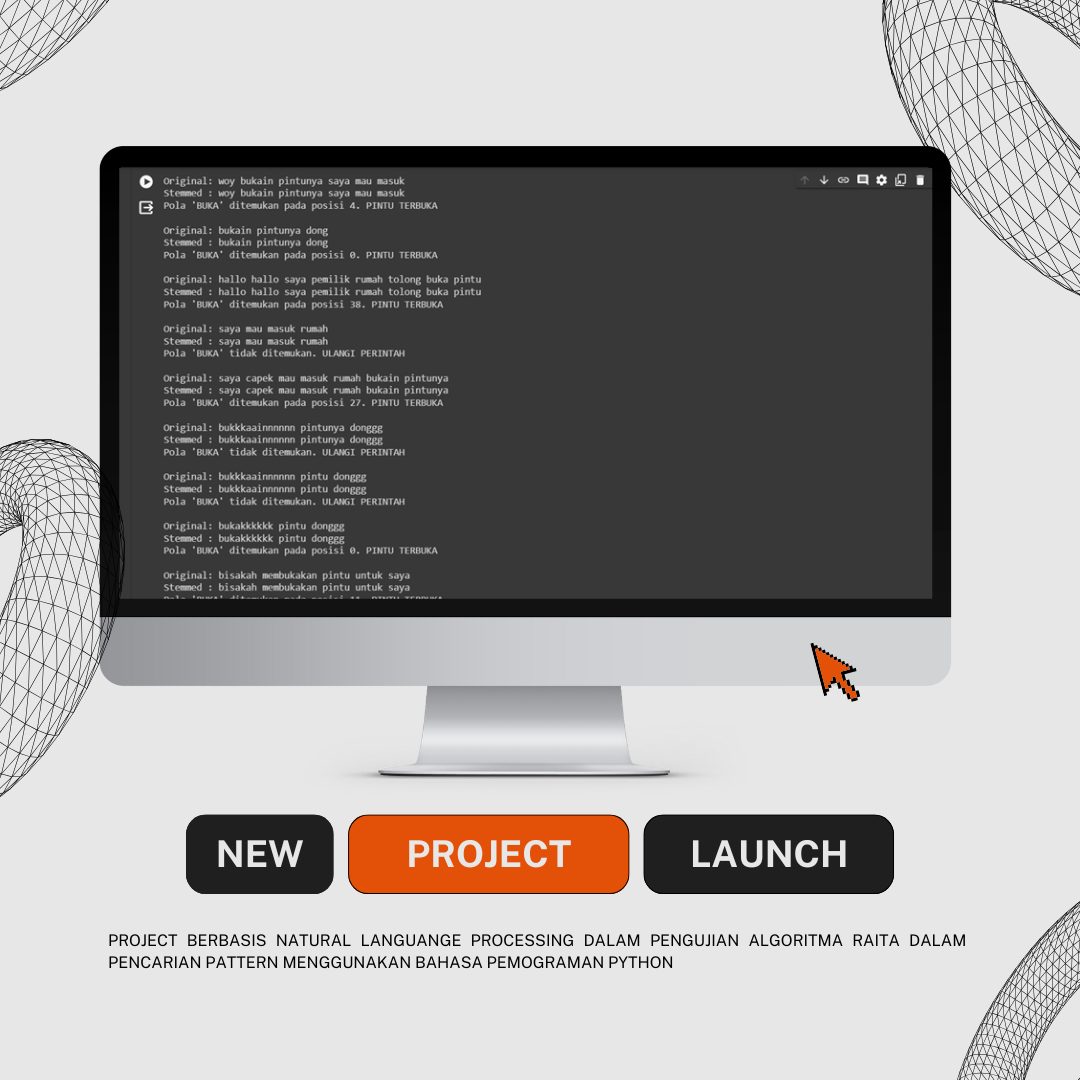 Original: woy bukain pintunya saya mau masuk
Stemmed : woy bukain pintunya saya mau masuk
Pola 'BUKA' ditemukan pada posisi 4. PINTU TERBUKA
Original: bukain pintunya dong
Stemmed : bukain pintunya dong
Pola 'BUKA' ditemukan pada posisi 0. PINTU TERBUKA
Original: hallo hallo saya pemilik rumah tolong buka pintu
Stemmed : hallo hallo saya pemilik rumah tolong buka pintu
Pola 'BUKA' ditemukan pada posisi 38. PINTU TERBUKA
Original: saya mau masuk rumah
Stemmed : saya mau masuk rumah
Pola 'BUKA' tidak ditemukan. ULANGI PERINTAH
Original: saya capek mau masuk rumah bukain pintunya
Stemmed : saya capek mau masuk rumah bukain pintunya
Pola 'BUKA' ditemukan pada posisi 27. PINTU TERBUKA
Original: bukkkaainnnnnn pintunya donggg
Stemmed : bukkkaainnnnnn pintunya donggg
Pola 'BUKA' tidak ditemukan. ULANGI PERINTAH
Original: bukkkaainnnnnn pintu donggg
Stemmed : bukkkaainnnnnn pintu donggg
Pola 'BUKA' tidak ditemukan. ULANGI PERINTAH
Original: bukakkkkkk pintu donggg
Stemmed : bukakkkkkk pintu donggg
Pola 'BUKA' ditemukan pada posisi 0. PINTU TERBUKA
Original: bisakah membukakan pintu untuk saya
Stemmed : bisakah membukakan pintu untuk saya
Pola 'BUKA' ditemukan pada posisi 11. PINTU TERBUKA
NEW PROJECT LAUNCH
PROJECT BERBASIS NATURAL LANGUANGE PROCESSING DALAM PENGUJIAN ALGORITMA RAITA DALAM
PENCARIAN PATTERN MENGGUNAKAN BAHASA PEMOGRAMAN PYTHON